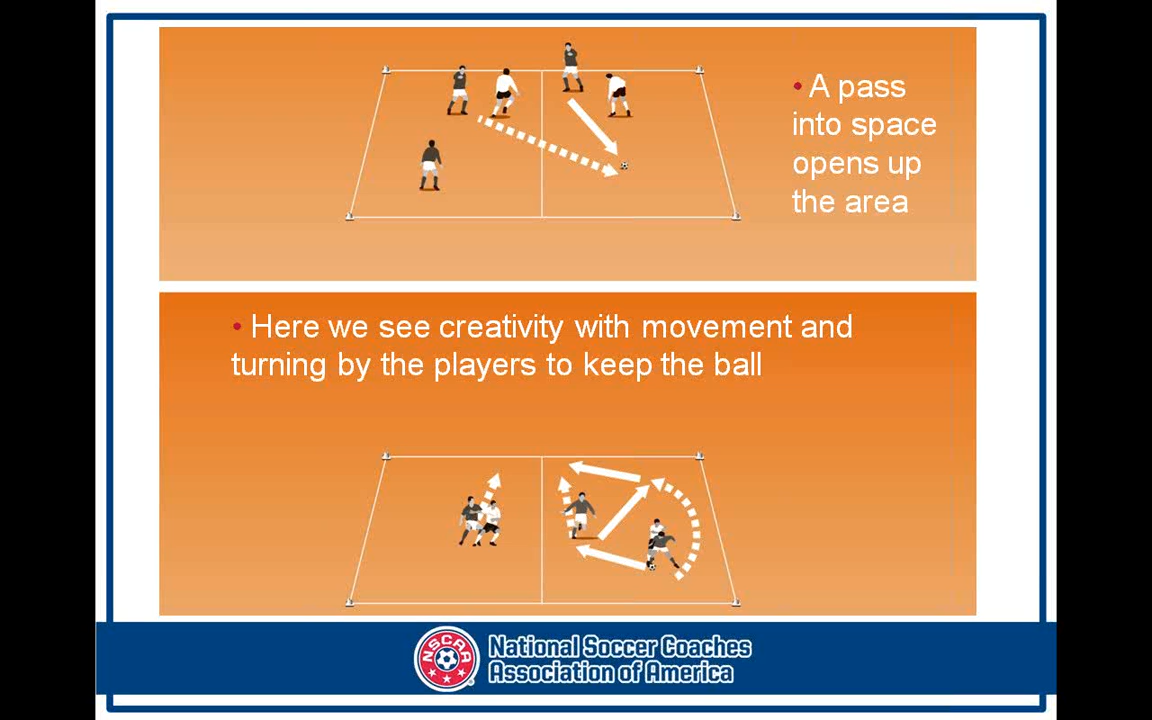 • A pass
into space
opens up
the area
• Here we see creativity with movement and
turning by the players to keep the ball
NSCAA
National Soccer Coaches
Association of America